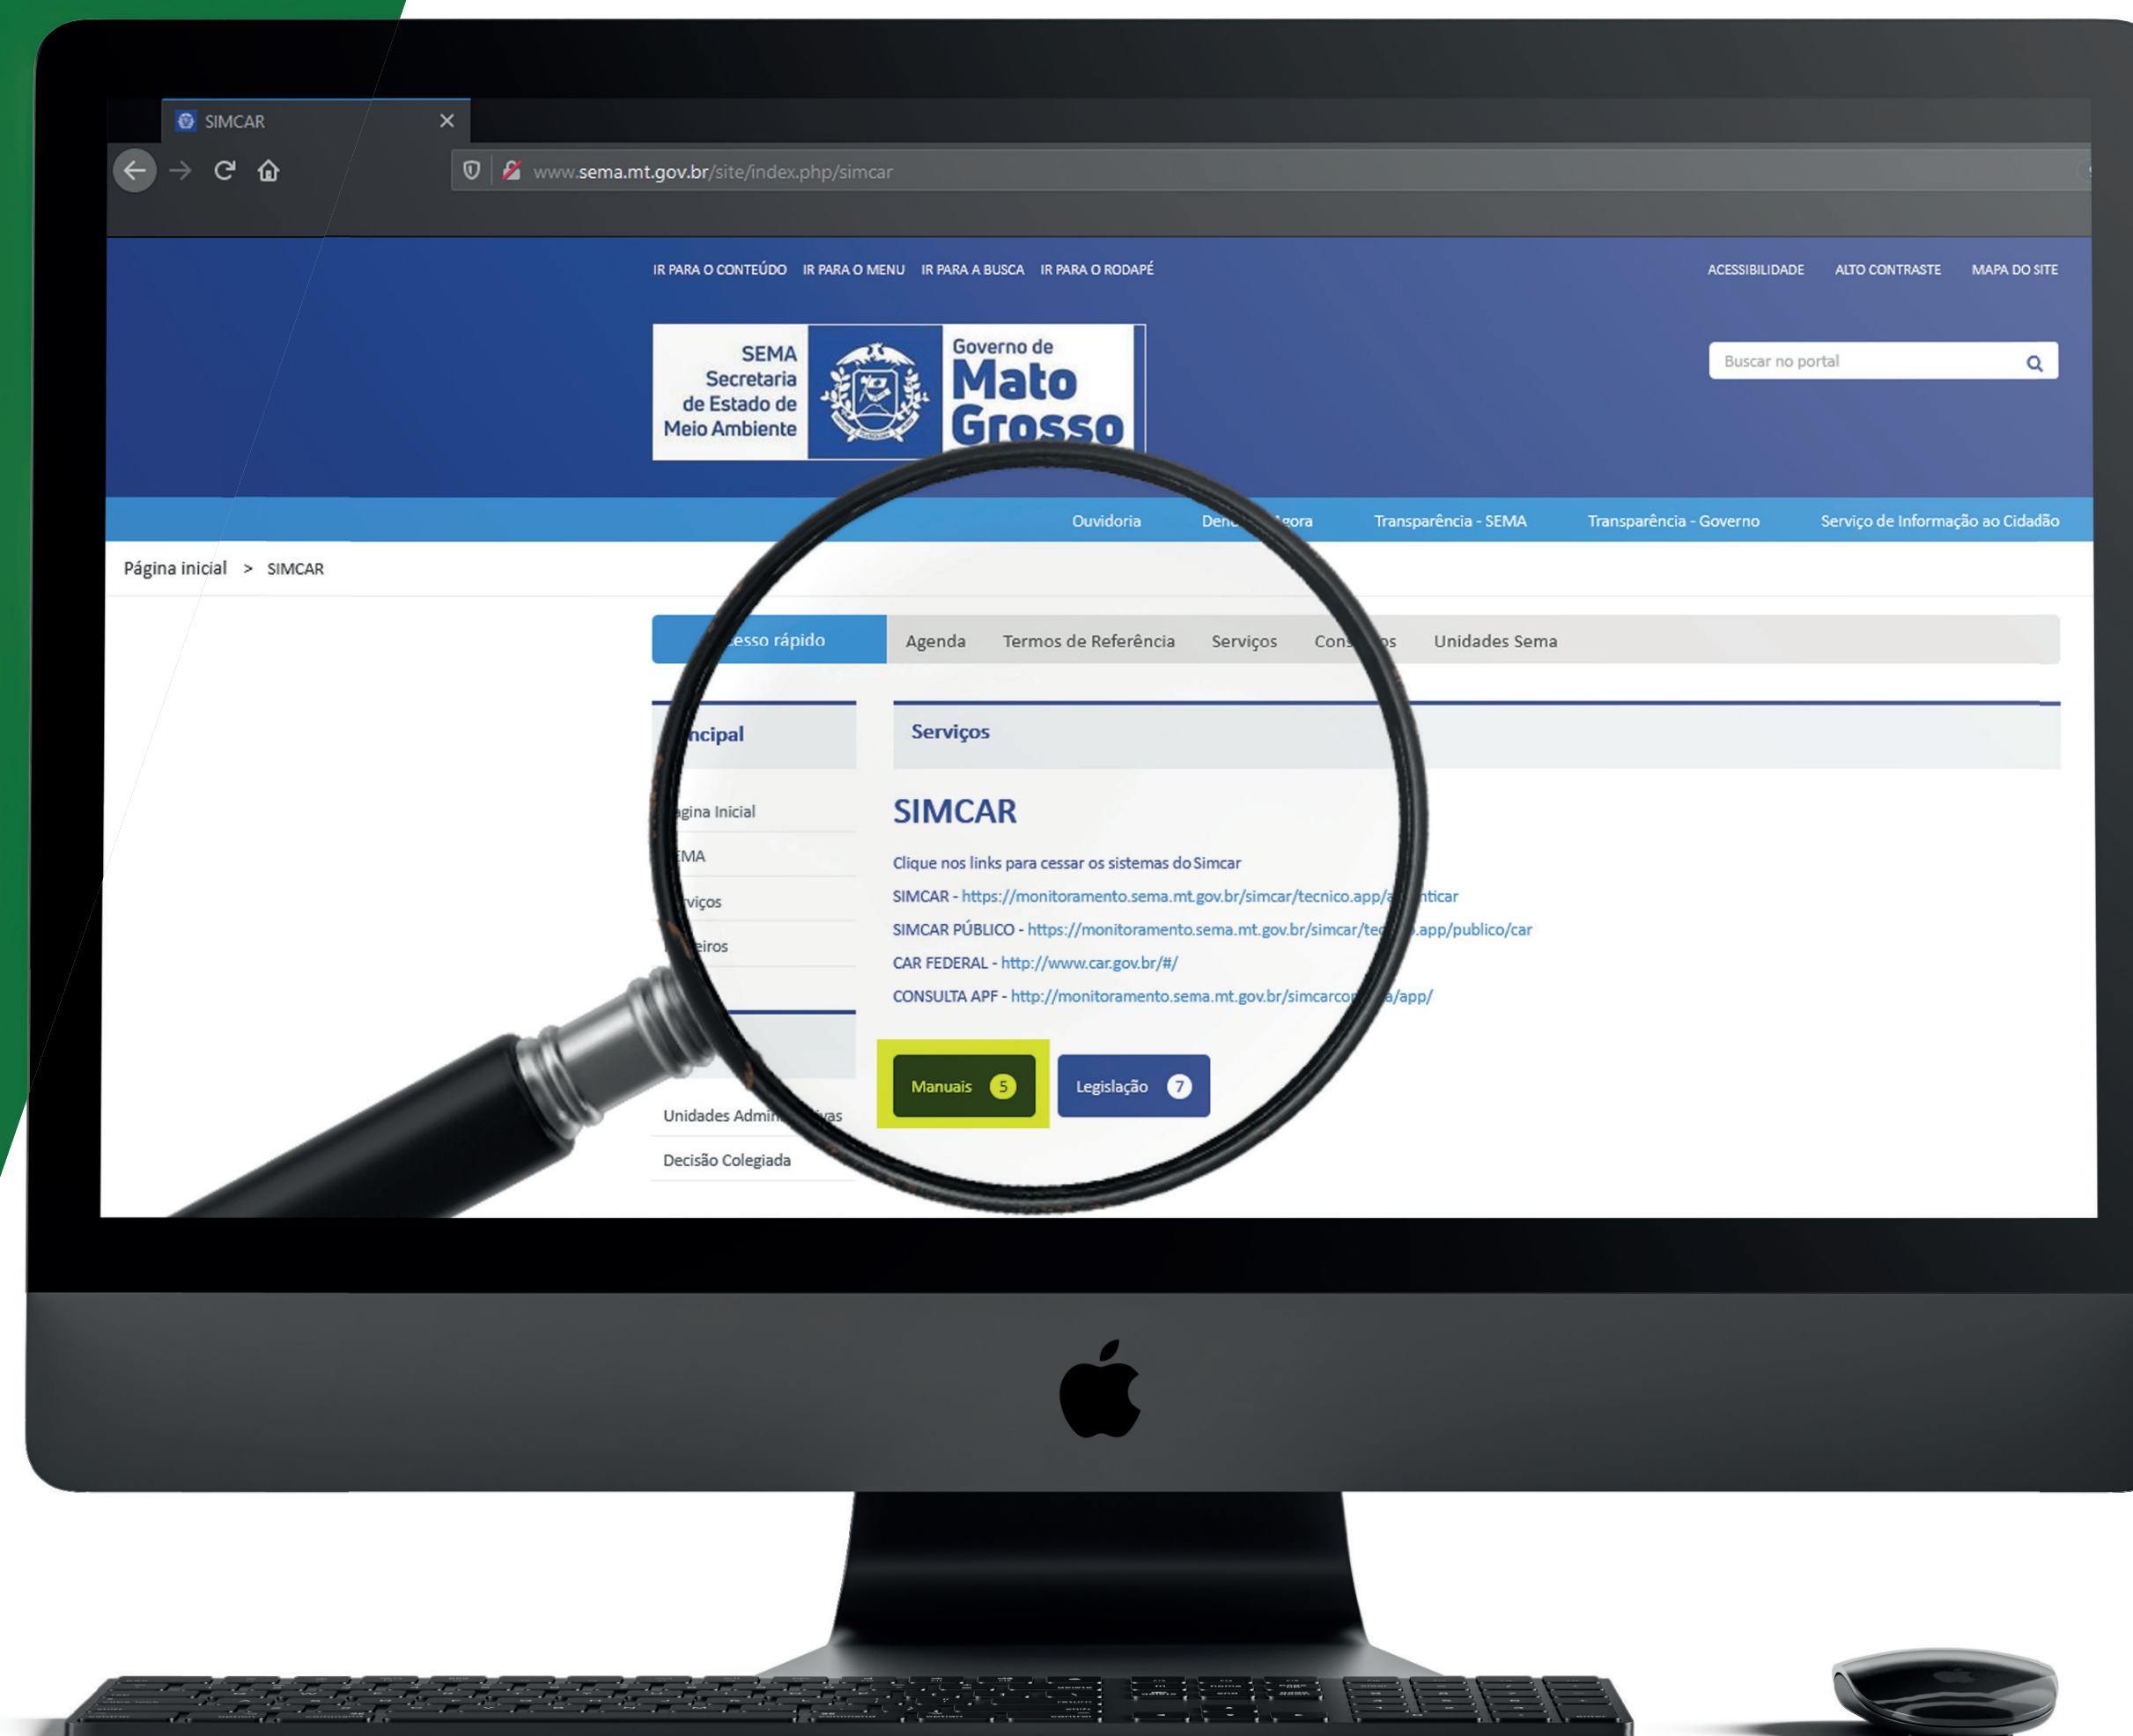 SIMCAR
www.sema.mt.gov.br/site/index.php/simcar
IR PARA O CONTEÚDO IR PARA O MENU IR PARA A BUSCA IR PARA O RODAPÉ
ACESSIBILIDADE ALTO CONTRASTE MAPA DO SITE
SEMA
Secretaria
de Estado de
Meio Ambiente
Governo de
Mato
Grosso
Buscar no portal
Ouvidoria Transparência - SEMA Transparência - Governo Serviço de Informação ao Cidadão
Página inicial > SIMCAR
rápido Agenda Termos de Referência Serviços Unidades Sema
Serviços
Inicial
SIMCAR
Clique nos links para cessar os sistemas do Simcar
SIMCAR -
SIMCAR PÚBLICO -
CAR FEDERAL - http://www.car.gov.br/#/
CONSULTA APF -
Manuais 5
Legislação 7
Unidades
Decisão Colegiada